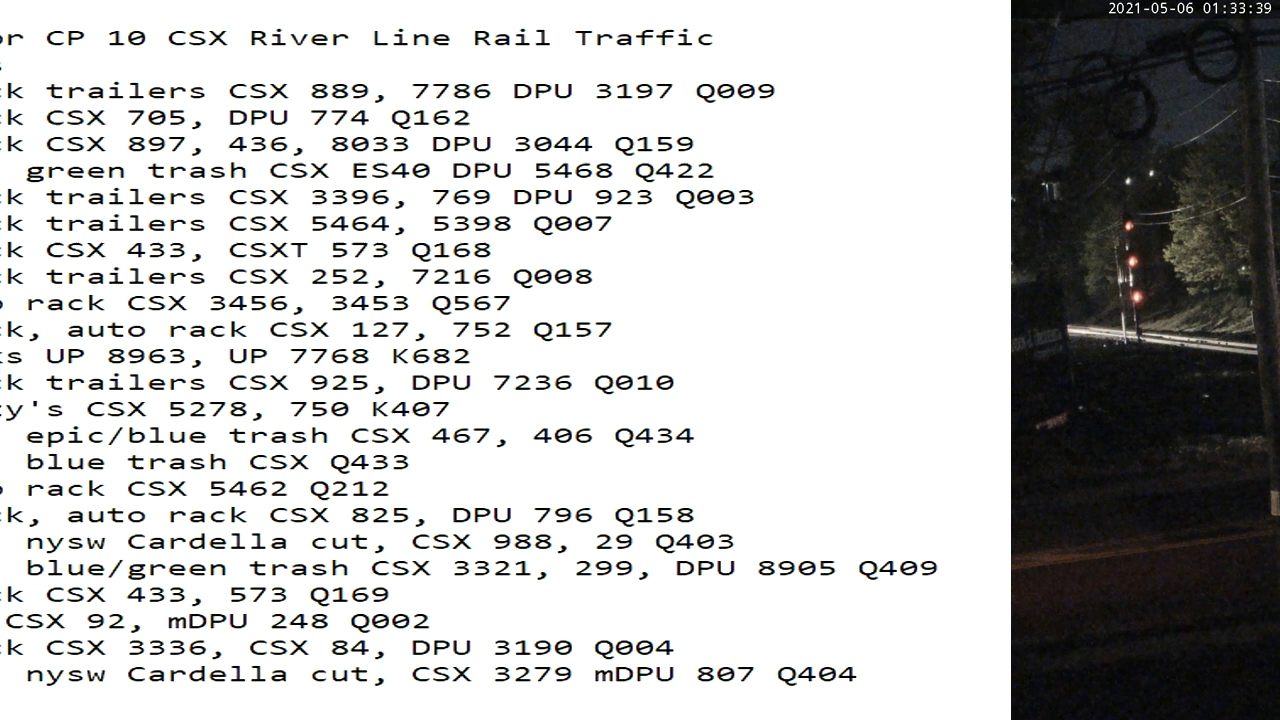 or CP 10 CSX River Line Rail Traffic
s
ck trailers CSX 889, 7786 DPU 3197 Q009
ck CSX 705, DPU 774 Q162
ck CSX 897, 436, 8033 DPU 3044 Q159
green trash CSX ES40 DPU 5468 Q422
ck trailers CSX 3396, 769 DPU 923 Q003
ck trailers CSX 5464, 5398 Q007
ck CSX 433, CSXT 573 Q168
ck trailers CSX 252, 7216 Q008
o rack CSX 3456, 3453 Q567
ck, auto rack CSX 127, 752 Q157
ks UP 8963, UP 7768 K682
ck trailers CSX 925, DPU 7236 Q010
ty's CSX 5278, 750 K407
epic/blue trash CSX 467, 406 Q434
blue trash CSX Q433
o rack CSX 5462 Q212
ck, auto rack CSX 825, DPU 796 Q158
nysw Cardella cut, CSX 988, 29 Q403
blue/green trash CSX 3321, 299, DPU 8905 Q409
ck CSX 433, 573 Q169
CSX 92, mDPU 248 Q002
ck CSX 3336, CSX 84, DPU 3190 Q004
nysw Cardella cut, CSX 3279 mDPU 807 Q404
2021-05-06 01:33:39